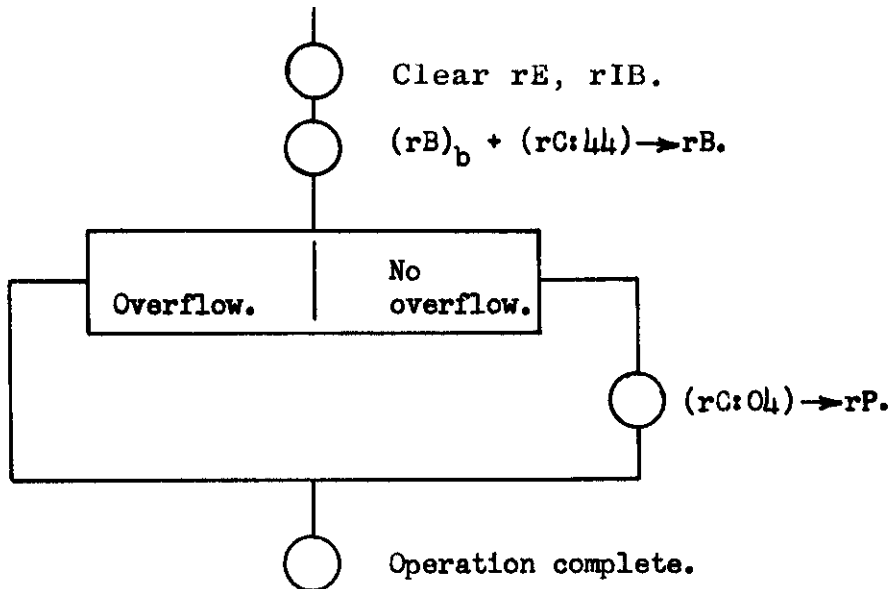 Clear rE, rIB.
(rB)b + (rC:44)→rB.
Overflow.
No
overflow.
(rC:04)→rP.
Operation complete.